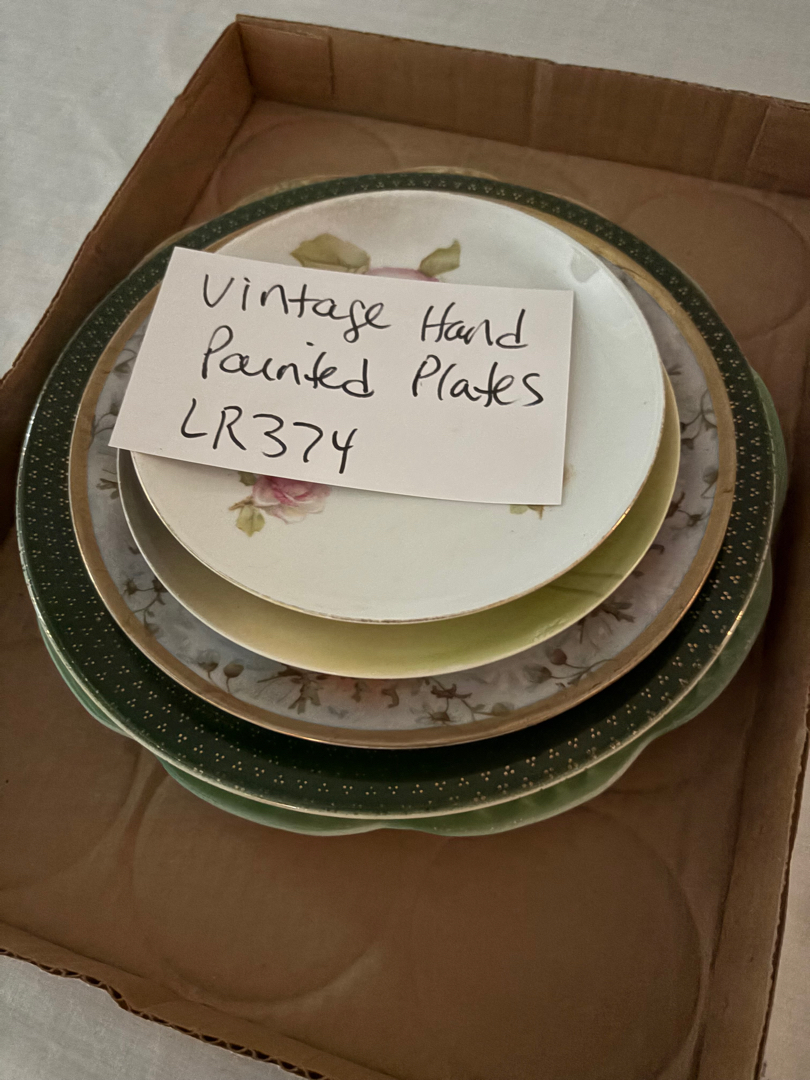 Vintage Hand
Painted Plates
LR374